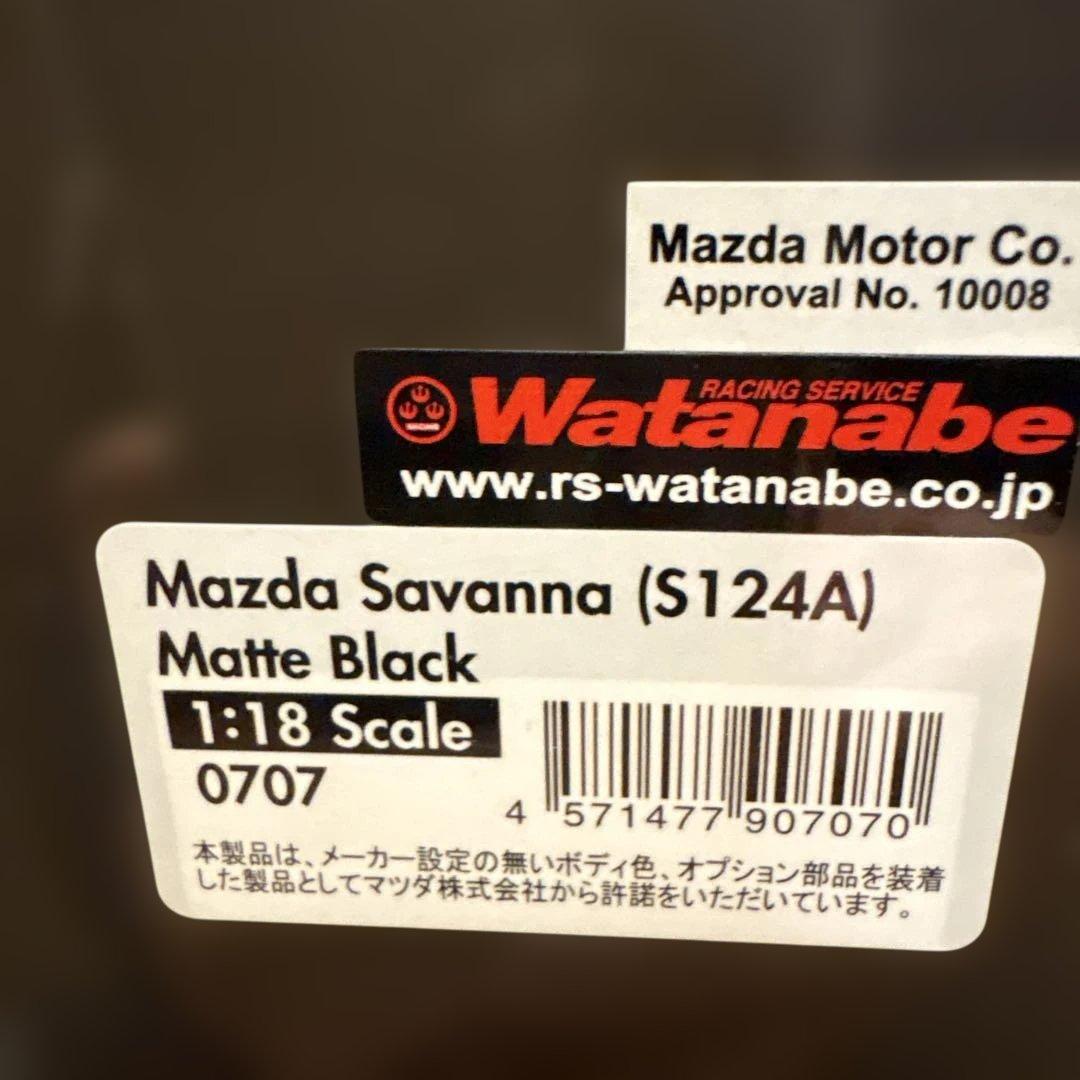 Mazda Motor Co.
Approval No. 10008
RACING SERVICE
Watanabe
RACING
www.rs-watanabe.co.jp
Mazda Savanna (S124A)
Matte Black
1:18 Scale
0707
4 571477 907070
本製品は、メーカー設定の無いボディ色、オプション部品を装着
した製品としてマツダ株式会社から許諾をいただいています。